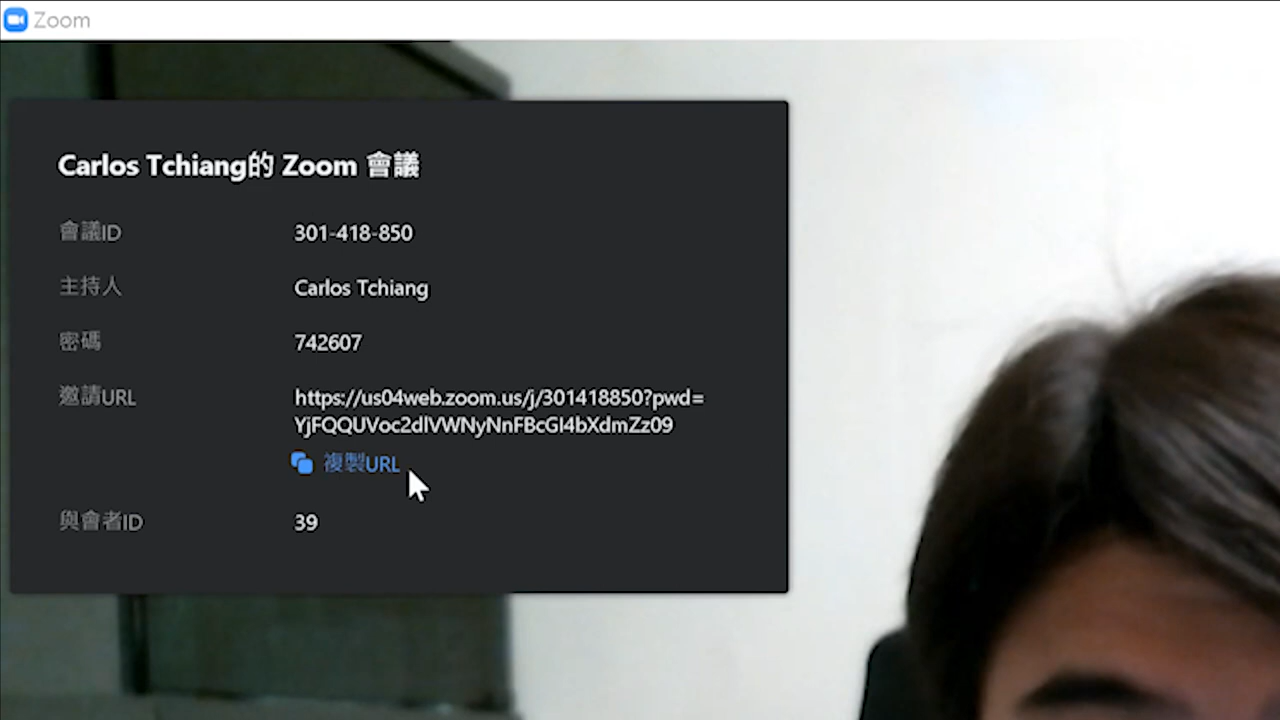 Zoom
Carlos Tchiang的 Zoom 會議
會議ID 301-418-850
主持人 Carlos Tchiang
密碼 742607
邀請URL https://us04web.zoom.us/j/301418850?pwd=
YjFQQUVoc2dlVWNyNnFBcGI4bXdmZz09
複製URL
與會者ID 39